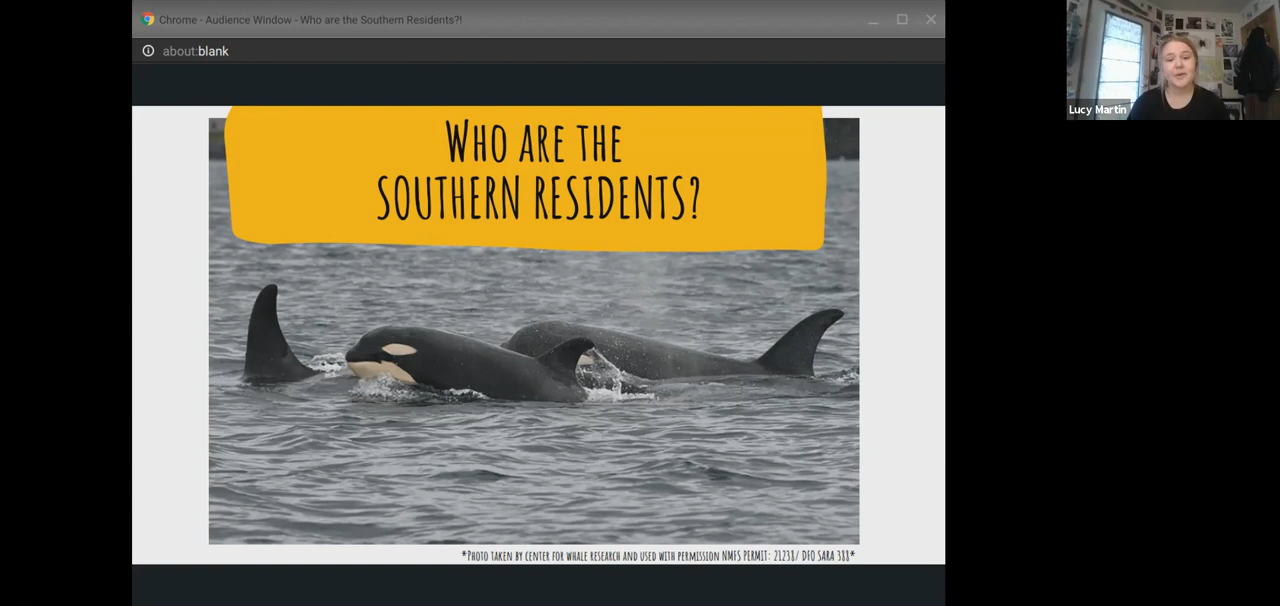 Chrome - Audience Window - Who are the Southern Residents?!
about:blank
Lucy Martin
WHO ARE THE
SOUTHERN RESIDENTS?
*PHOTO TAKEN BY CENTER FOR WHALE RESEARCH AND USED WITH PERMISSION NMFS PERMIT: 21238/ DFO SARA 388*